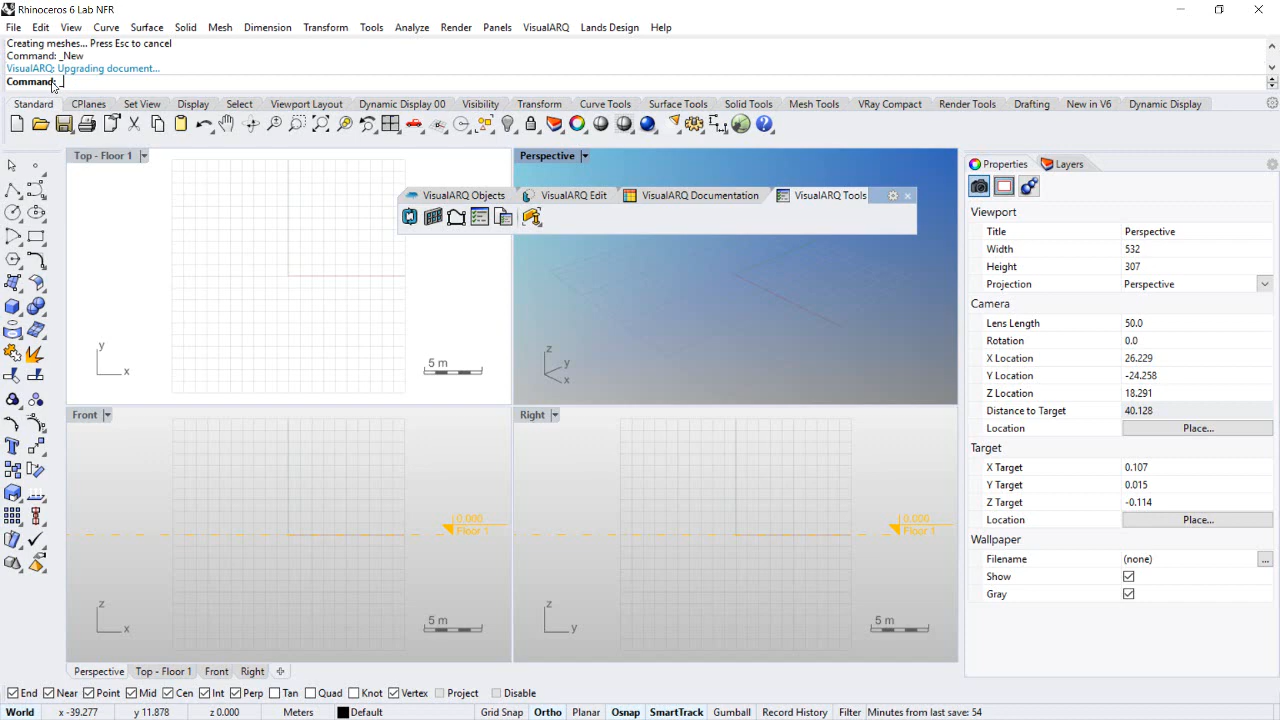 Rhinoceros 6 Lab NFR
File Edit View Curve Surface Solid Mesh Dimension Transform Tools Analyze Render Panels VisualARQ Lands Design Help
Creating meshes... Press Esc to cancel
Command: _New
VisualARQ: Upgrading document...
Command:
Standard CPlanes Set View Display Select Viewport Layout Dynamic Display 00 Visibility Transform Curve Tools Surface Tools Solid Tools Mesh Tools VRay Compact Render Tools Drafting New in V6 Dynamic Display
Top - Floor 1
Perspective
VisualARQ Objects VisualARQ Edit VisualARQ Documentation VisualARQ Tools
y
x
5 m
z
y
x
Front
Right
0.000
Floor 1
0.000
Floor 1
z
x
5 m
z
y
5 m
Perspective Top - Floor 1 Front Right
Properties Layers
Viewport
Title Perspective
Width 532
Height 307
Projection Perspective
Camera
Lens Length 50.0
Rotation 0.0
X Location 26.229
Y Location -24.258
Z Location 18.291
Distance to Target 40.128
Location Place...
Target
X Target 0.107
Y Target 0.015
Z Target -0.114
Location Place...
Wallpaper
Filename (none) ...
Show
Gray
End Near Point Mid Cen Int Perp Tan Quad Knot Vertex Project Disable
World x -39.277 y 11.878 z 0.000 Meters Default Grid Snap Ortho Planar Osnap SmartTrack Gumball Record History Filter Minutes from last save: 54